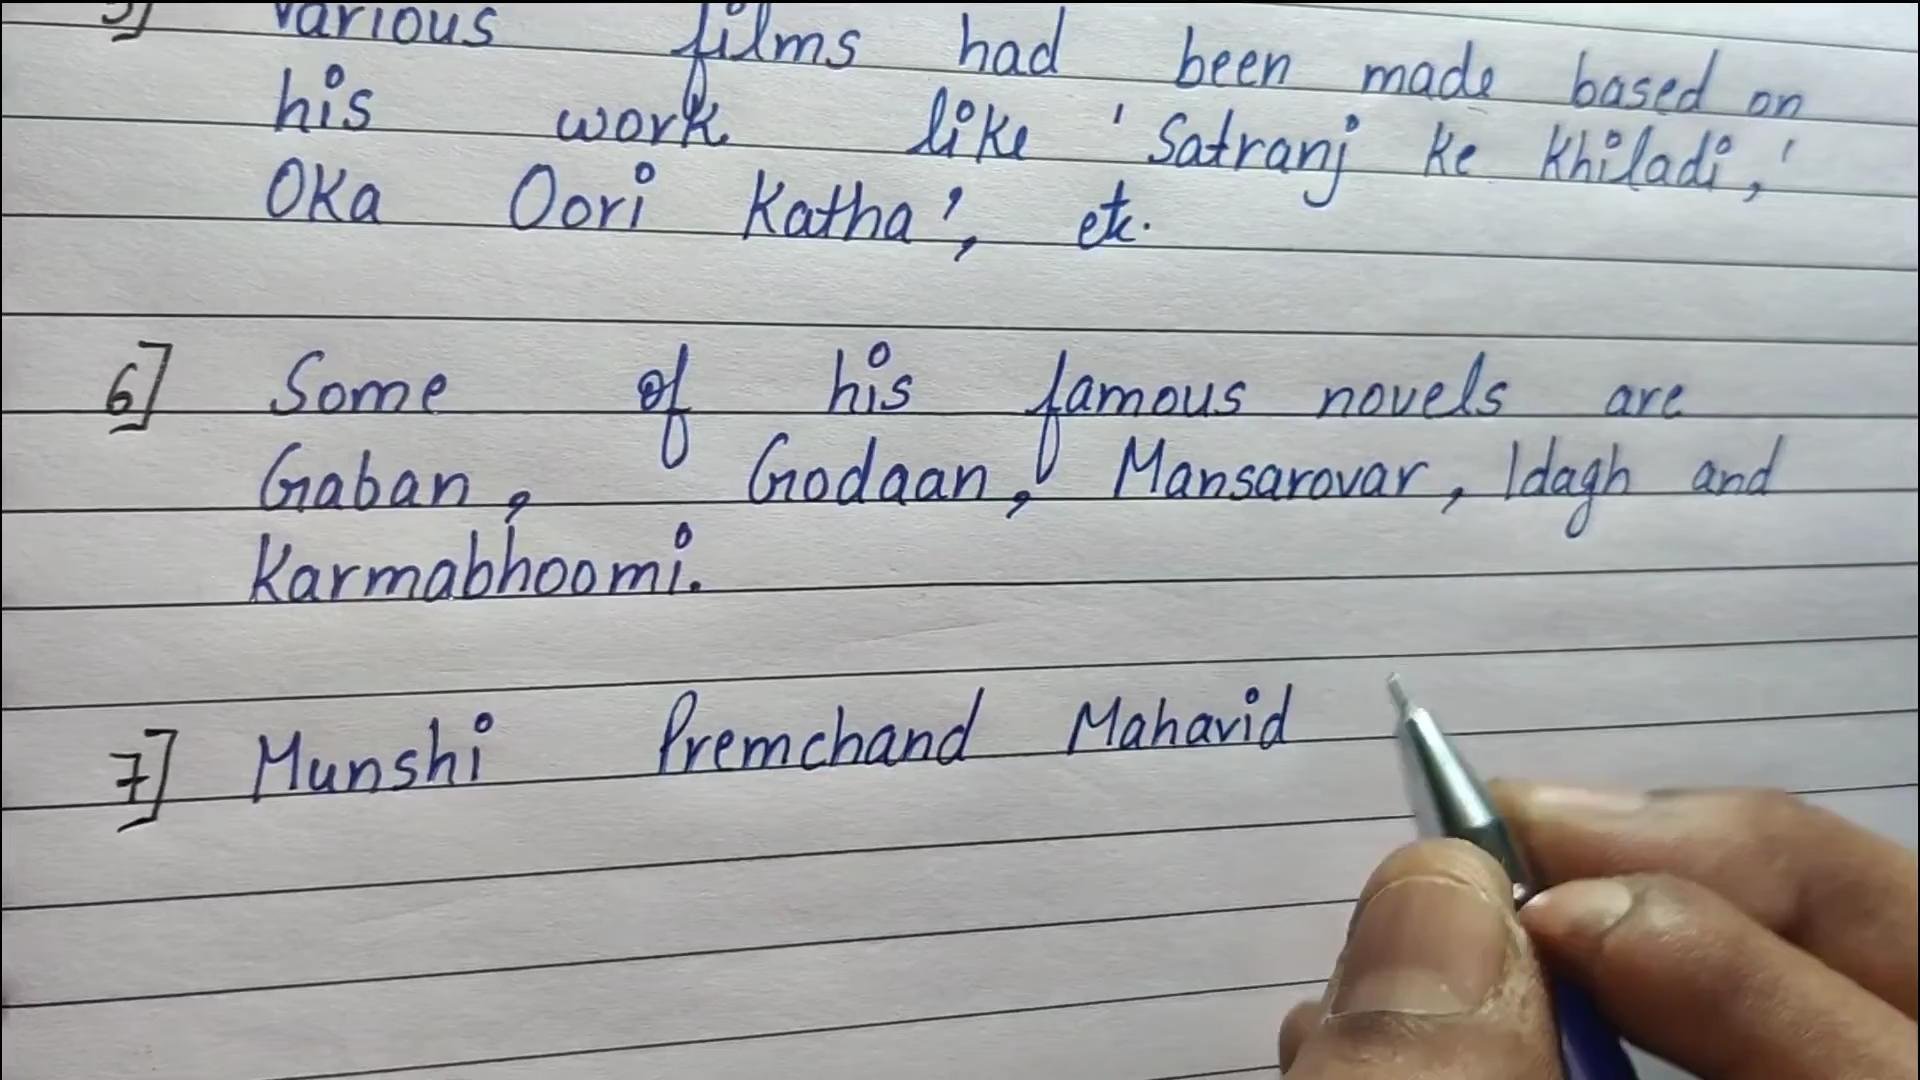 5] Various films had been made based on
his work like 'Satranj ke Khiladi,'
Oka Oori Katha', etc.
6] Some of his famous novels are
Gaban, Godaan, Mansarovar, Idagh and
Karmabhoomi.
7] Munshi Premchand Mahavid